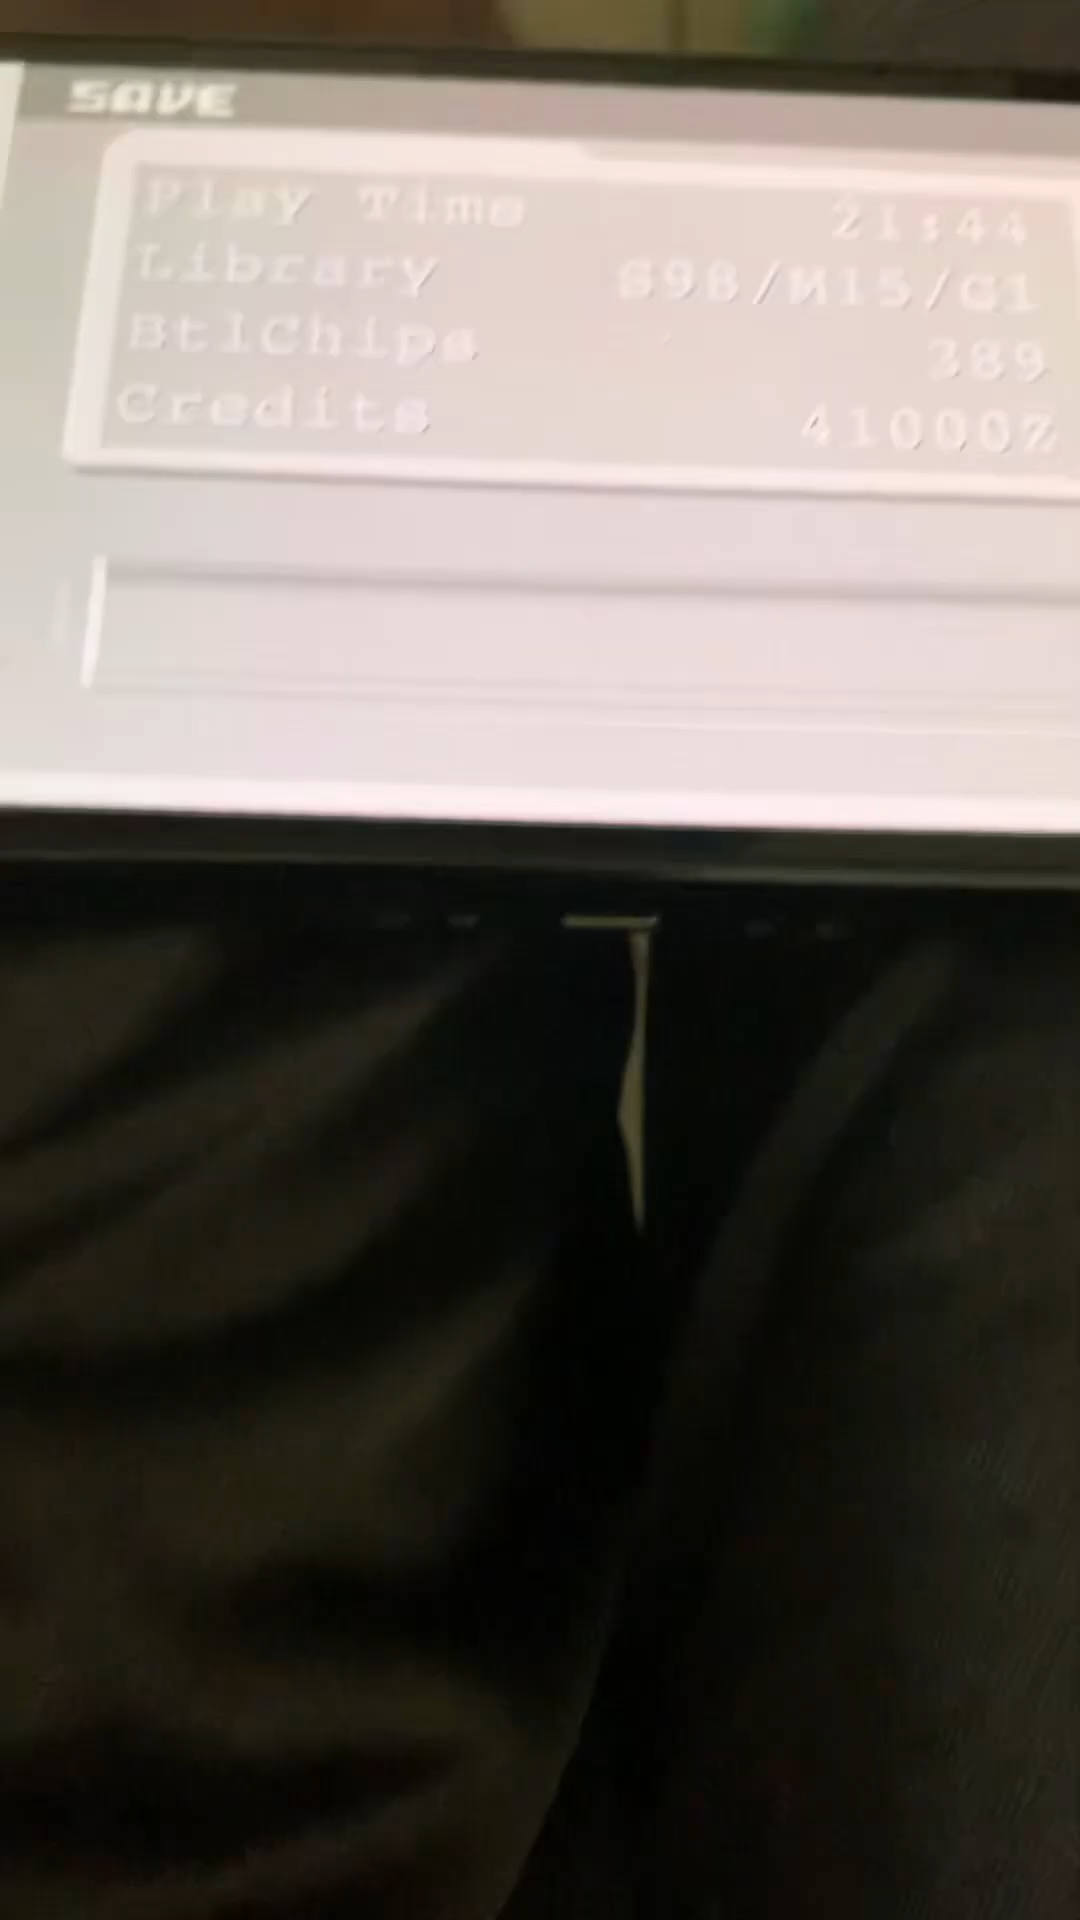 SAVE
Play Time 21:44
Library S98/M15/G1
BtlChips 389
Credits 41000Z